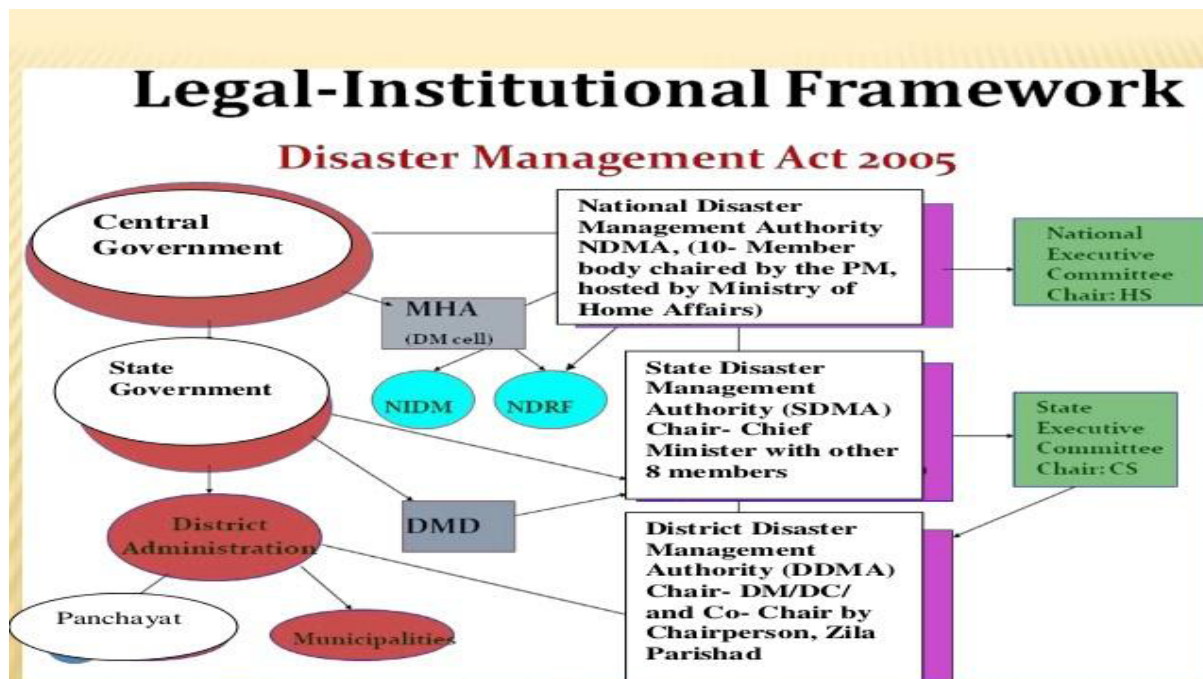 Legal-Institutional Framework
Disaster Management Act 2005
Central
Government
National Disaster
Management Authority
NDMA, (10- Member
body chaired by the PM,
hosted by Ministry of
Home Affairs)
National
Executive
Committee
Chair: HS
MHA
(DM cell)
State
Government
NIDM
NDRF
State Disaster
Management
Authority (SDMA)
Chair- Chief
Minister with other
8 members
State
Executive
Committee
Chair: CS
District
Administration
DMD
District Disaster
Management
Authority (DDMA)
Chair- DM/DC/
and Co- Chair by
Chairperson, Zila
Parishad
Panchayat
Municipalities